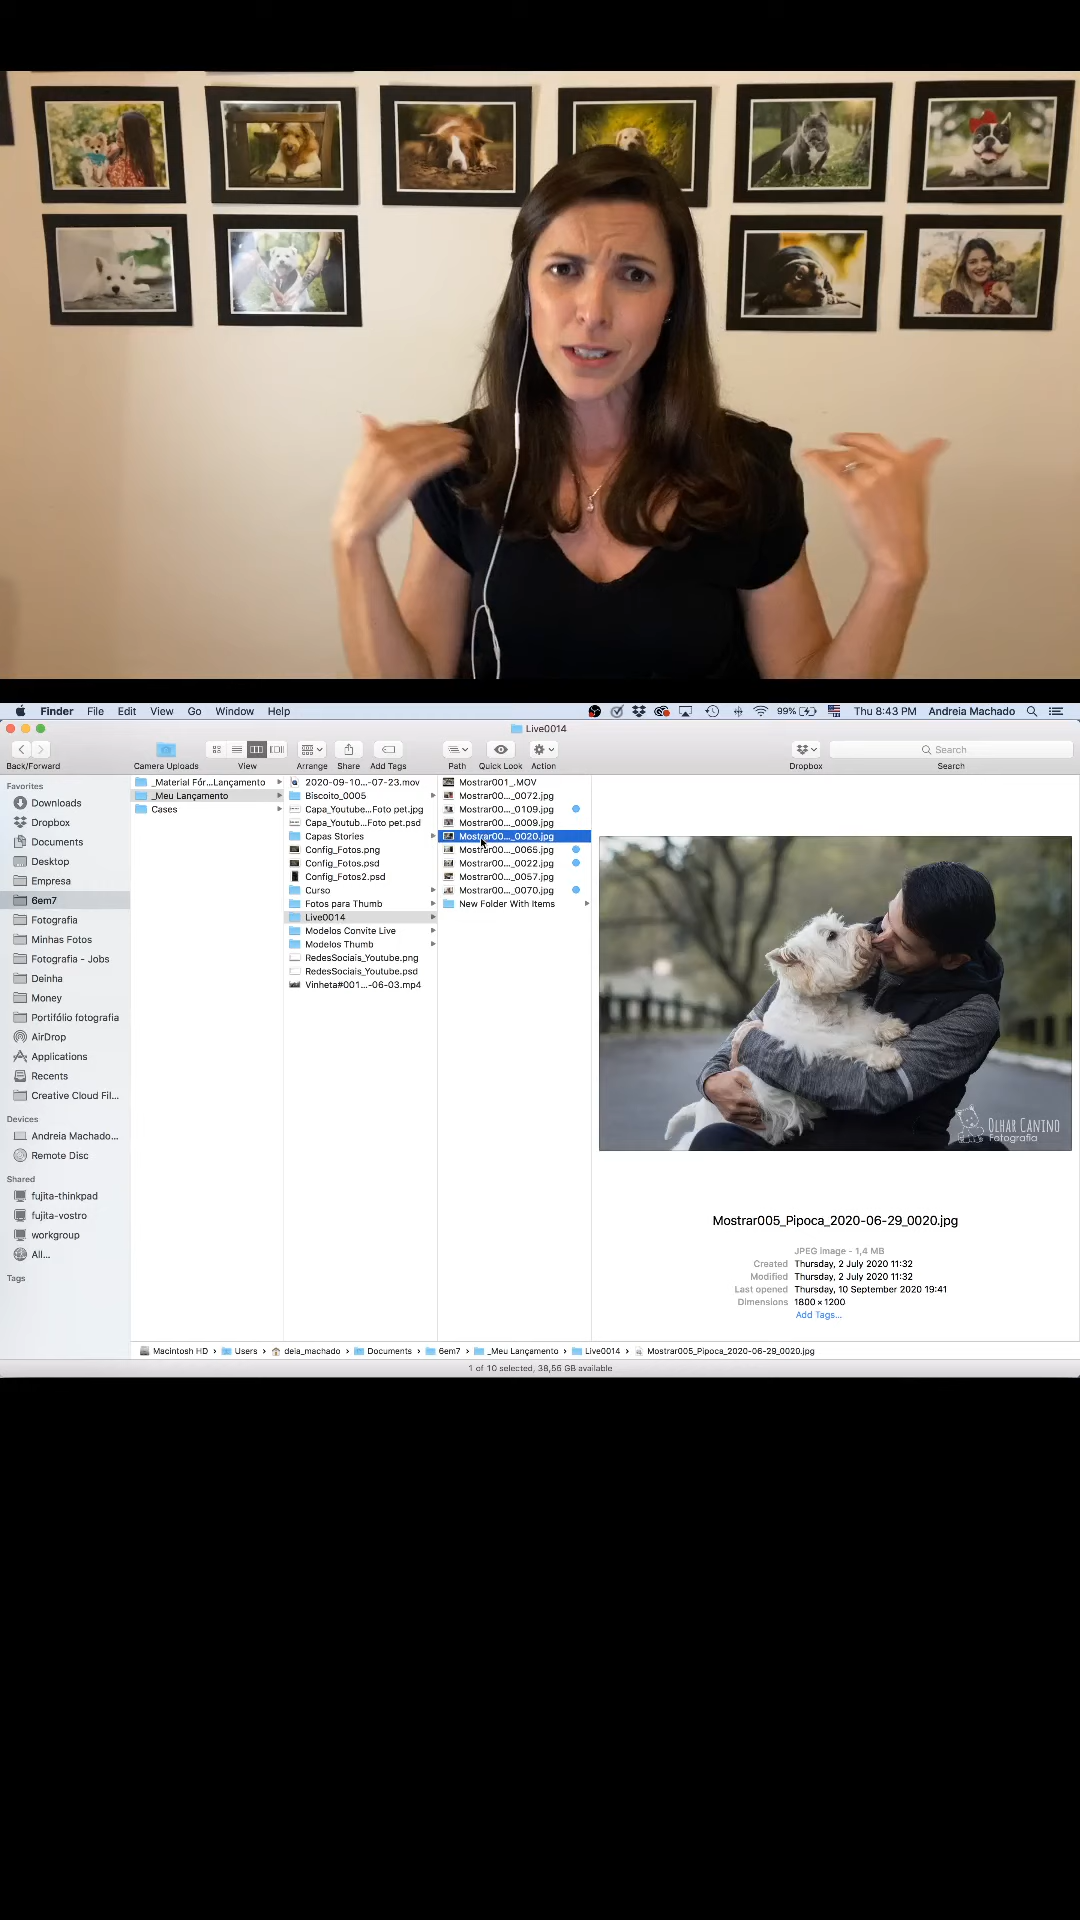 Finder File Edit View Go Window Help 99% Thu 8:43 PM Andreia Machado
Live0014
Search
Back/Forward Camera Uploads View Arrange Share Add Tags Path Quick Look Action Dropbox Search
Favorites
Downloads
Dropbox
Documents
Desktop
Empresa
6em7
Fotografia
Minhas Fotos
Fotografia - Jobs
Deinha
Money
Portifólio fotografia
AirDrop
Applications
Recents
Creative Cloud Fil...
Devices
Andreia Machado...
Remote Disc
Shared
fujita-thinkpad
fujita-vostro
workgroup
All...
Tags
_Material Fór...Lançamento
_Meu Lançamento
Cases
2020-09-10...-07-23.mov
Biscoito_0005
Capa_Youtube...Foto pet.jpg
Capa_Youtub...Foto pet.psd
Capas Stories
Config_Fotos.png
Config_Fotos.psd
Config_Fotos2.psd
Curso
Fotos para Thumb
Live0014
Modelos Convite Live
Modelos Thumb
RedesSociais_Youtube.png
RedesSociais_Youtube.psd
Vinheta#001...-06-03.mp4
Mostrar001_.MOV
Mostrar00..._0072.jpg
Mostrar00..._0109.jpg
Mostrar00..._0009.jpg
Mostrar00..._0020.jpg
Mostrar00..._0065.jpg
Mostrar00..._0022.jpg
Mostrar00..._0057.jpg
Mostrar00..._0070.jpg
New Folder With Items
OLHAR CANINO
Fotografia
Mostrar005_Pipoca_2020-06-29_0020.jpg
JPEG image - 1,4 MB
Created Thursday, 2 July 2020 11:32
Modified Thursday, 2 July 2020 11:32
Last opened Thursday, 10 September 2020 19:41
Dimensions 1800 × 1200
Add Tags...
Macintosh HD › Users › deia_machado › Documents › 6em7 › _Meu Lançamento › Live0014 › Mostrar005_Pipoca_2020-06-29_0020.jpg
1 of 10 selected, 38,56 GB available